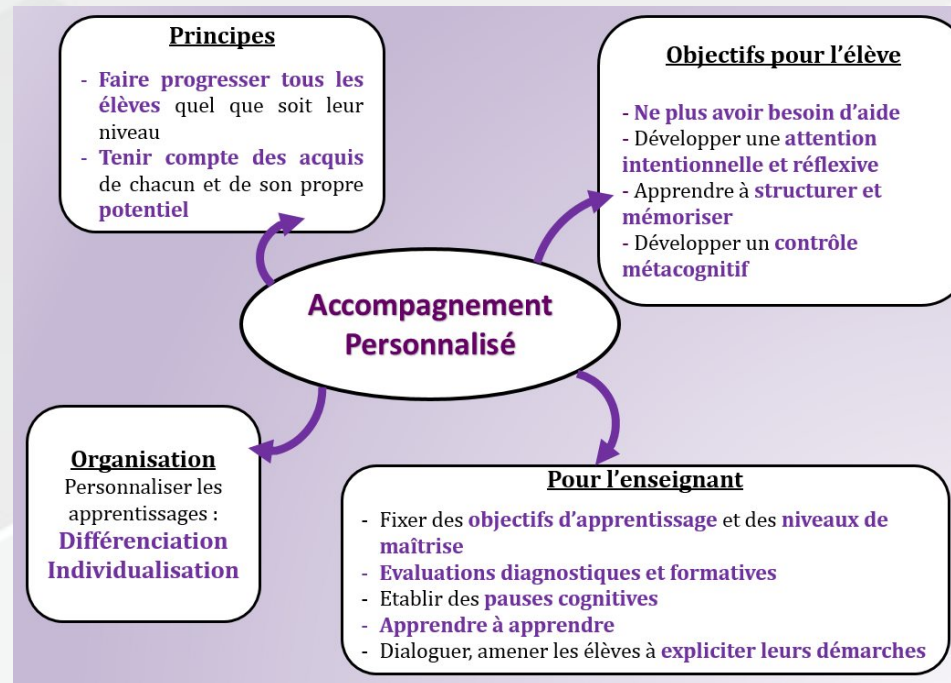 Principes
- Faire progresser tous les
élèves quel que soit leur
niveau
- Tenir compte des acquis
de chacun et de son propre
potentiel
Objectifs pour l'élève
- Ne plus avoir besoin d'aide
- Développer une attention
intentionnelle et réflexive
- Apprendre à structurer et
mémoriser
- Développer un contrôle
métacognitif
Accompagnement
Personnalisé
Organisation
Personnaliser les
apprentissages :
Différenciation
Individualisation
Pour l'enseignant
- Fixer des objectifs d'apprentissage et des niveaux de
maîtrise
- Evaluations diagnostiques et formatives
- Etablir des pauses cognitives
- Apprendre à apprendre
- Dialoguer, amener les élèves à expliciter leurs démarches